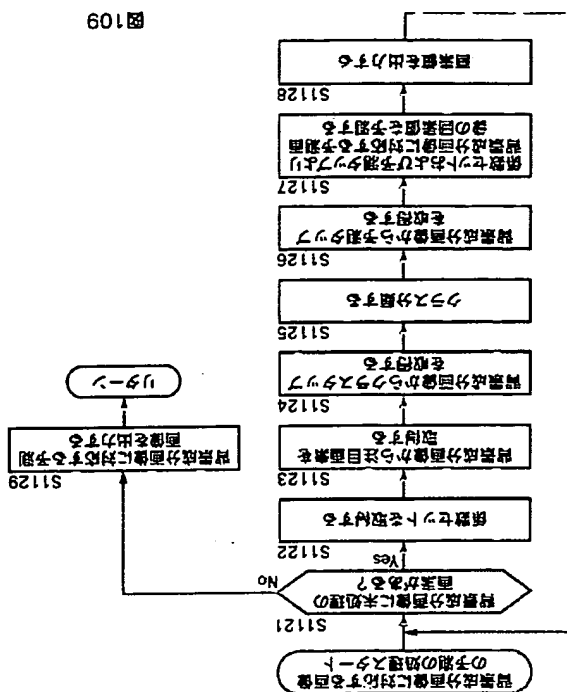 図109
背景成分画像に対応する画像
の予測の処理のスタート
S1121
背景成分画像に未処理の
画素がある?
Yes
No
S1122
係数セットを取得する
S1123
背景成分画像から注目画素を
取得する
S1124
背景成分画像からクラスタップ
を取得する
S1125
クラス分類する
S1126
背景成分画像から予測タップ
を取得する
S1127
係数セットおよび予測タップより
背景成分画像に対応する予測画
像の画素値を予測する
S1128
画素値を出力する
S1129
背景成分画像に対応する予測
画像を出力する
リターン